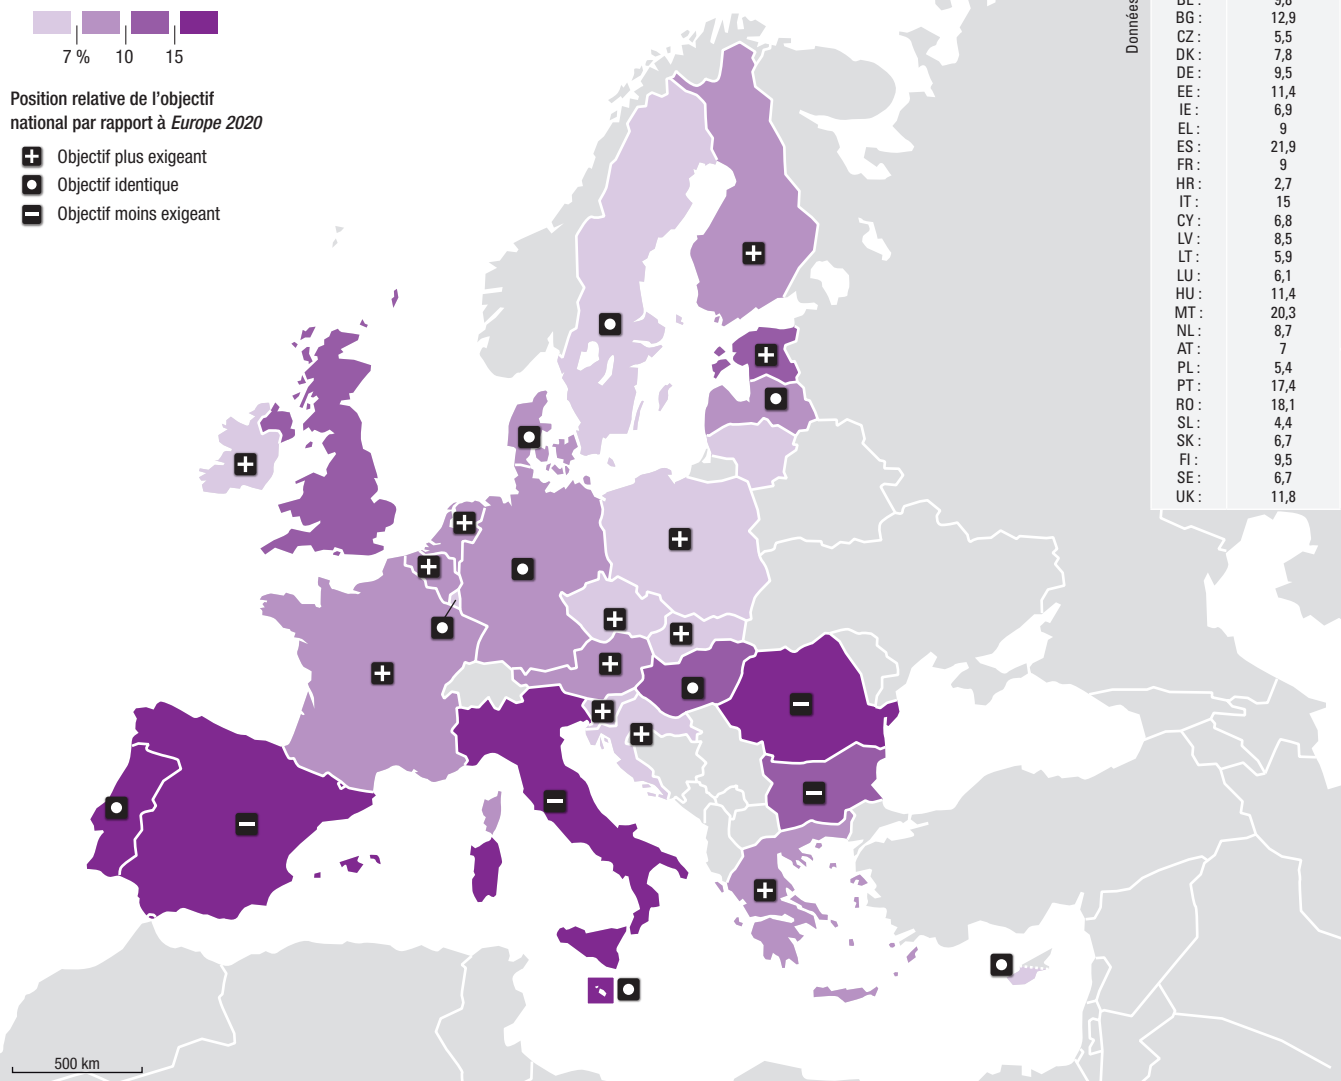 7 % 10 15
Position relative de l’objectif
national par rapport à Europe 2020
Objectif plus exigeant
Objectif identique
Objectif moins exigeant
500 km
Données
BE : 9,8
BG : 12,9
CZ : 5,5
DK : 7,8
DE : 9,5
EE : 11,4
IE : 6,9
EL : 9
ES : 21,9
FR : 9
HR : 2,7
IT : 15
CY : 6,8
LV : 8,5
LT : 5,9
LU : 6,1
HU : 11,4
MT : 20,3
NL : 8,7
AT : 7
PL : 5,4
PT : 17,4
RO : 18,1
SL : 4,4
SK : 6,7
FI : 9,5
SE : 6,7
UK : 11,8